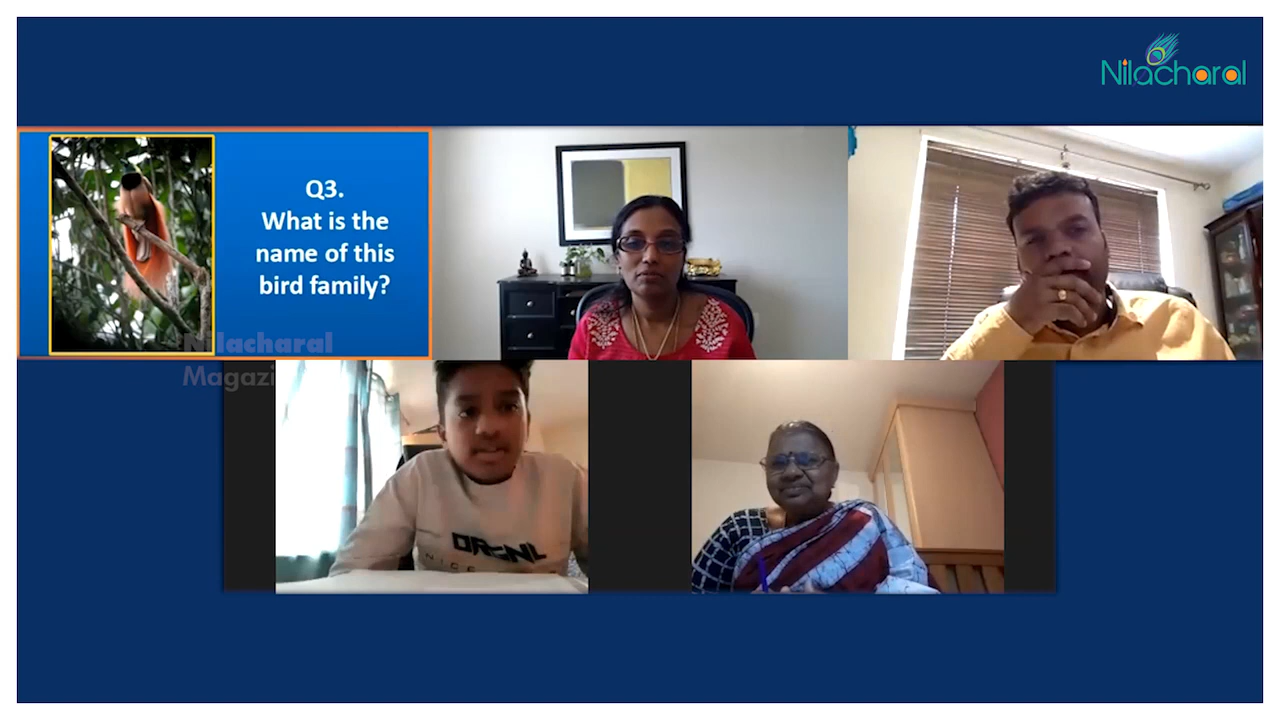 Nilacharal
Q3.
What is the
name of this
bird family?
Nilacharal
Magazi
ORGNL
NICE